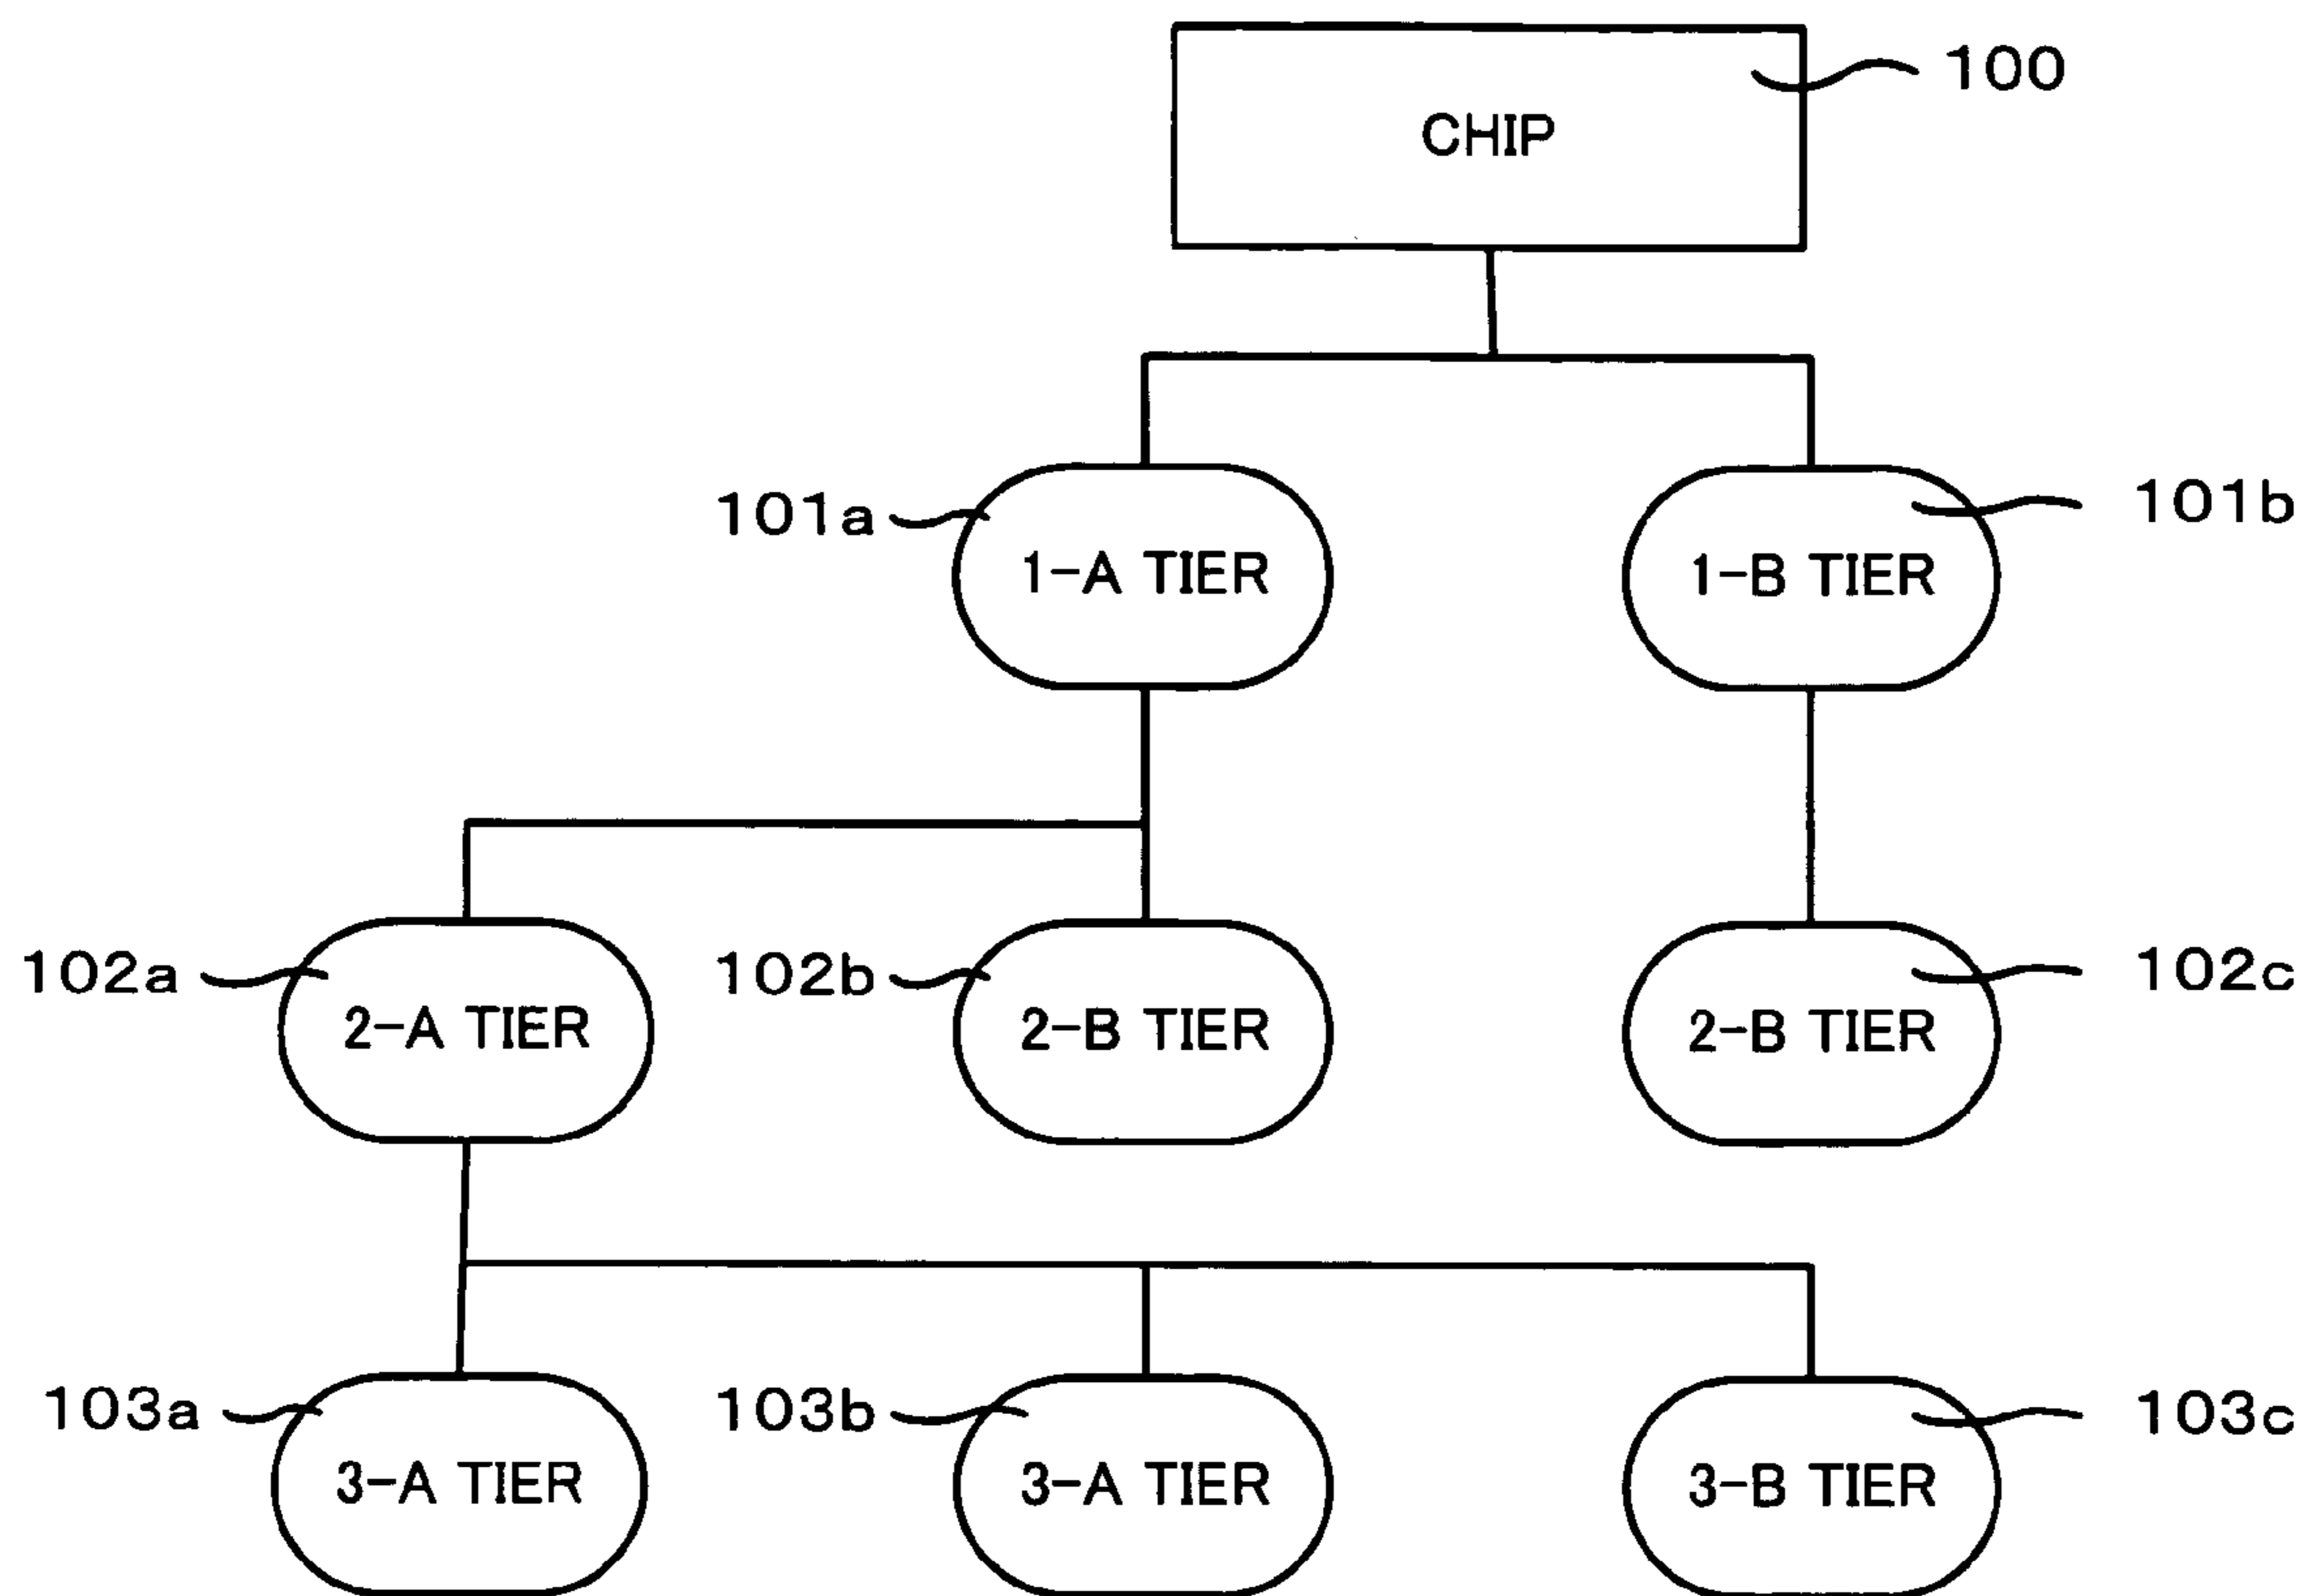 100
CHIP
101a
101b
1-A TIER
1-B TIER
102a
102b
102c
2-A TIER
2-B TIER
2-B TIER
103a
103b
103c
3-A TIER
3-A TIER
3-B TIER